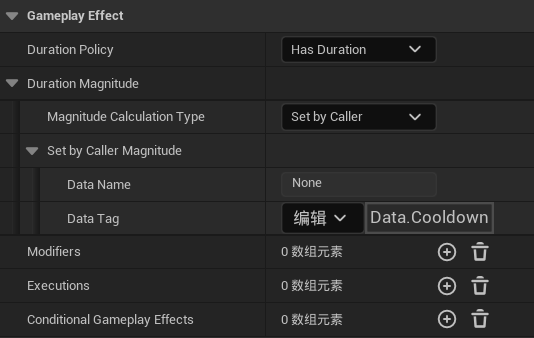 Gameplay Effect
Duration Policy Has Duration
Duration Magnitude
Magnitude Calculation Type Set by Caller
Set by Caller Magnitude
Data Name None
Data Tag 编辑 Data.Cooldown
Modifiers 0 数组元素
Executions 0 数组元素
Conditional Gameplay Effects 0 数组元素